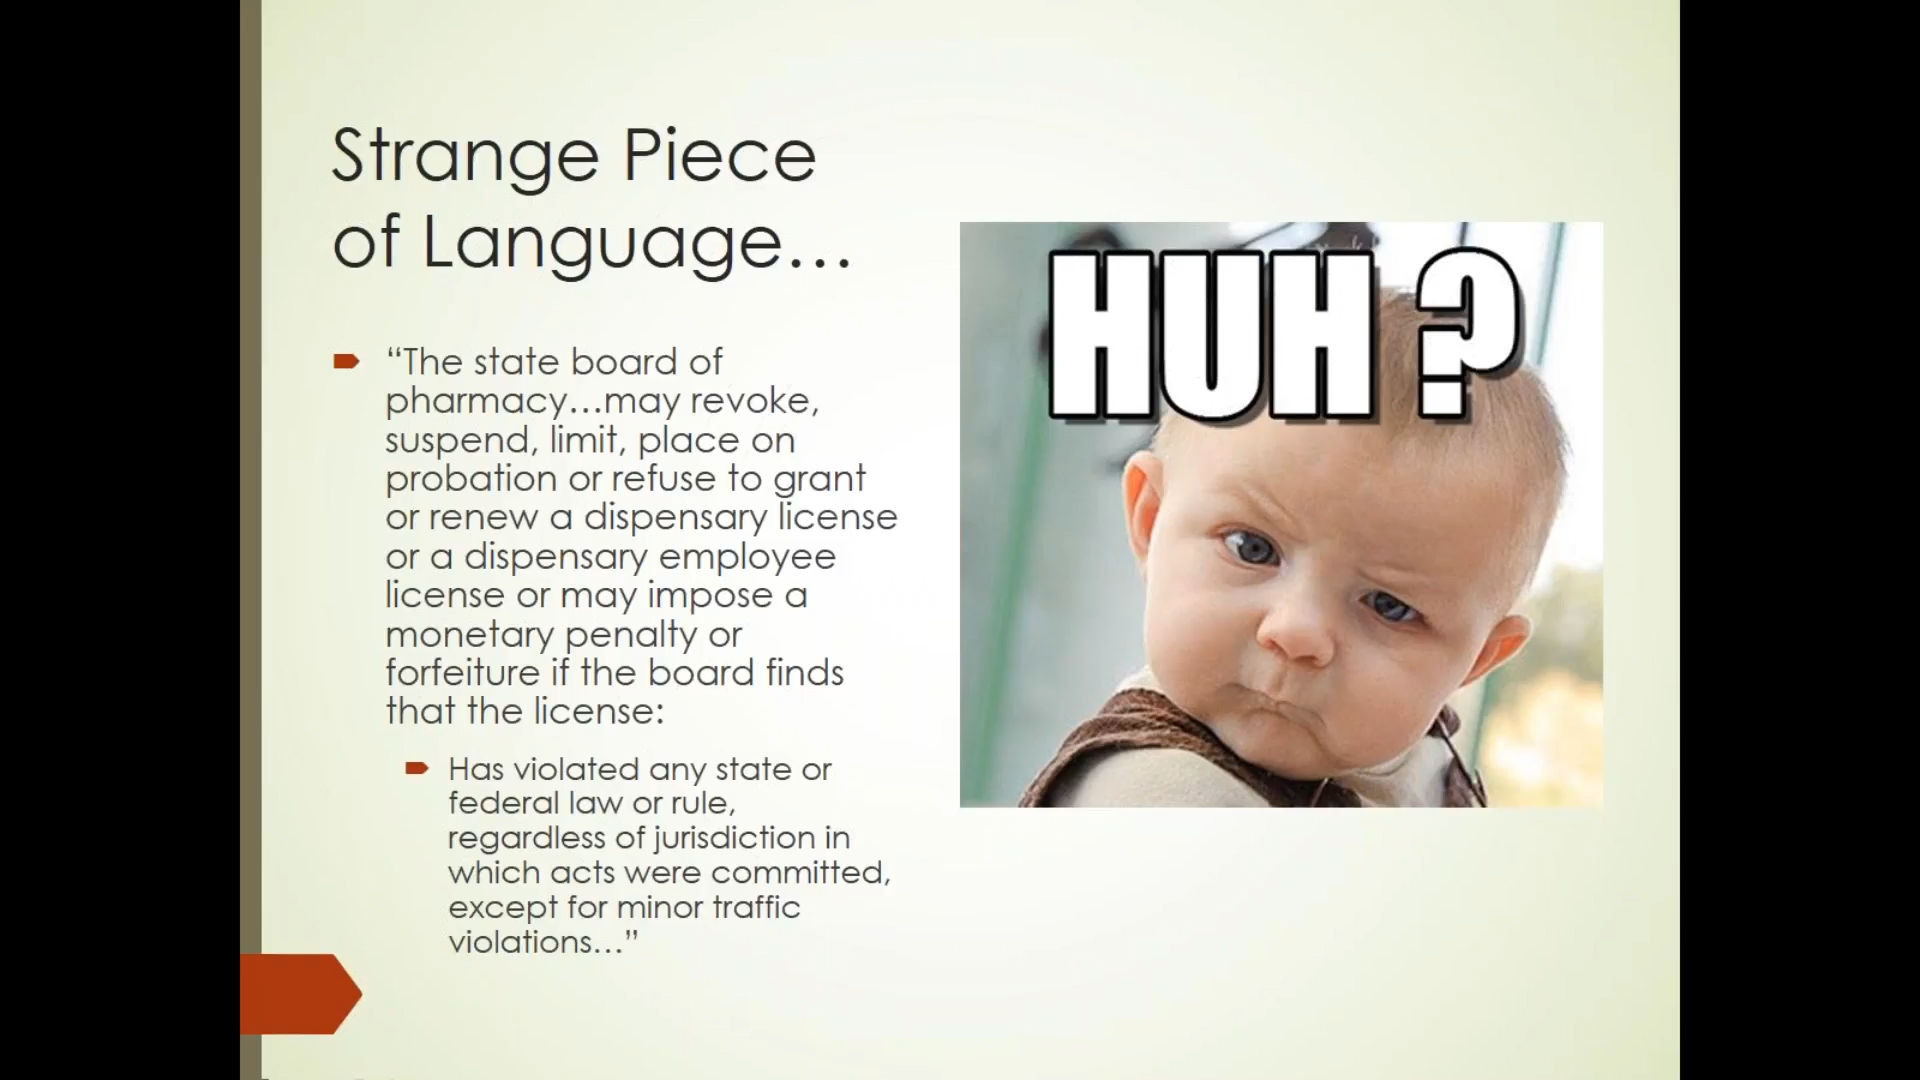 Strange Piece
of Language…
“The state board of
pharmacy…may revoke,
suspend, limit, place on
probation or refuse to grant
or renew a dispensary license
or a dispensary employee
license or may impose a
monetary penalty or
forfeiture if the board finds
that the license:
Has violated any state or
federal law or rule,
regardless of jurisdiction in
which acts were committed,
except for minor traffic
violations…”
HUH ?